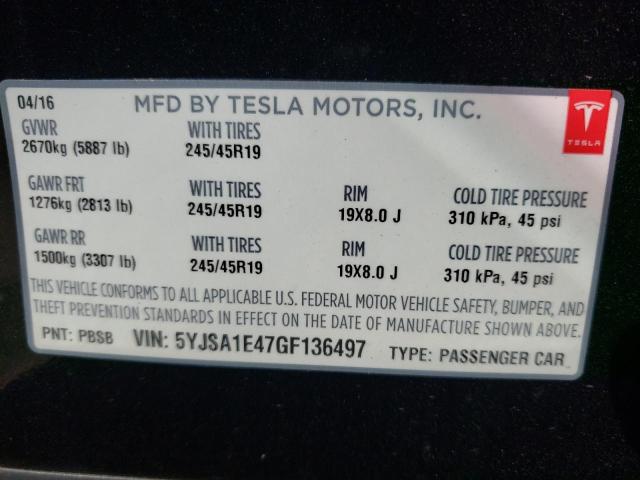 04/16 MFD BY TESLA MOTORS, INC.
TESLA
GVWR WITH TIRES
2670kg (5887 lb) 245/45R19
GAWR FRT WITH TIRES RIM COLD TIRE PRESSURE
1276kg (2813 lb) 245/45R19 19X8.0 J 310 kPa, 45 psi
GAWR RR WITH TIRES RIM COLD TIRE PRESSURE
1500kg (3307 lb) 245/45R19 19X8.0 J 310 kPa, 45 psi
THIS VEHICLE CONFORMS TO ALL APPLICABLE U.S. FEDERAL MOTOR VEHICLE SAFETY, BUMPER, AND
THEFT PREVENTION STANDARDS IN EFFECT ON THE DATE OF MANUFACTURE SHOWN ABOVE.
PNT: PBSB VIN: 5YJSA1E47GF136497 TYPE: PASSENGER CAR